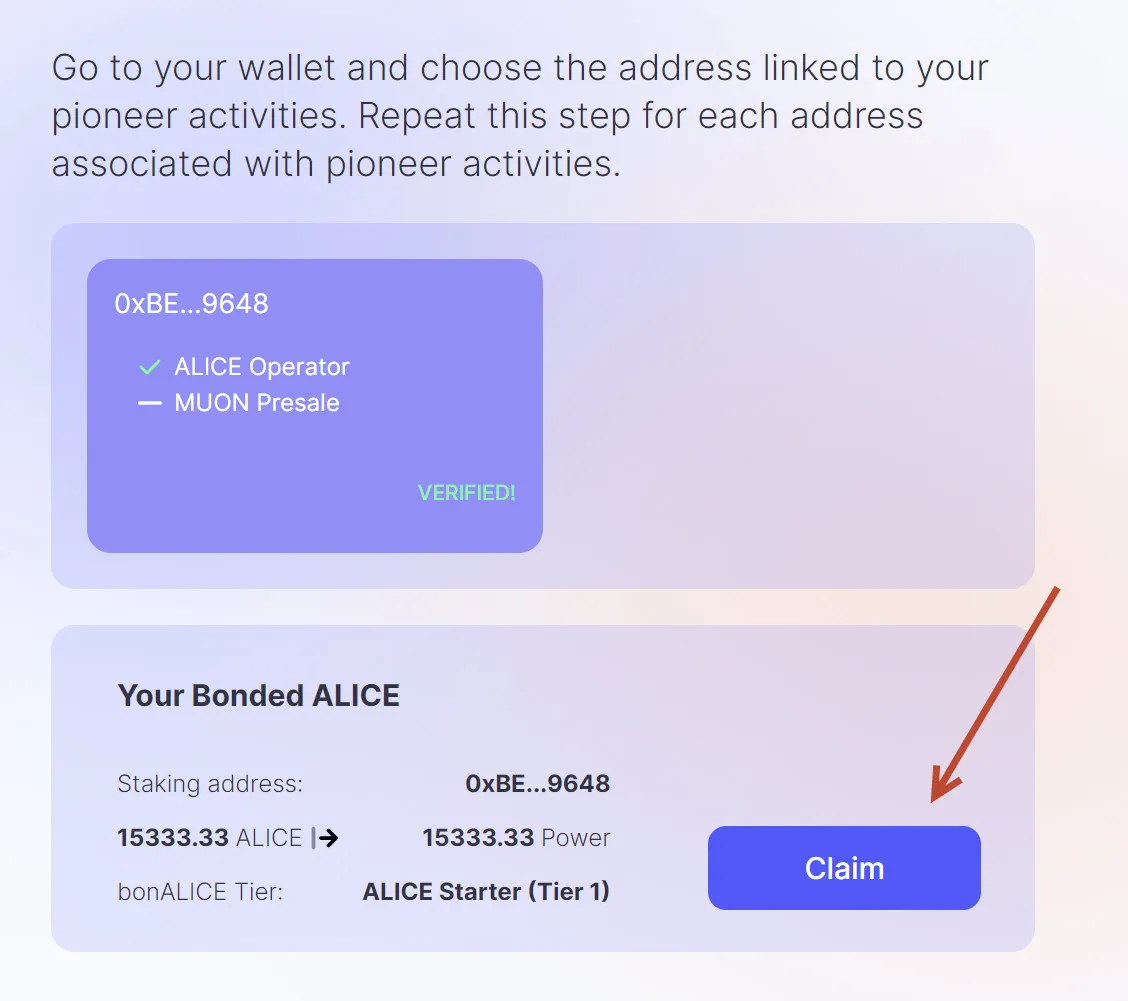 Go to your wallet and choose the address linked to your
pioneer activities. Repeat this step for each address
associated with pioneer activities.
0xBE...9648
ALICE Operator
MUON Presale
VERIFIED!
Your Bonded ALICE
Staking address: 0xBE...9648
15333.33 ALICE 15333.33 Power
bonALICE Tier: ALICE Starter (Tier 1)
Claim